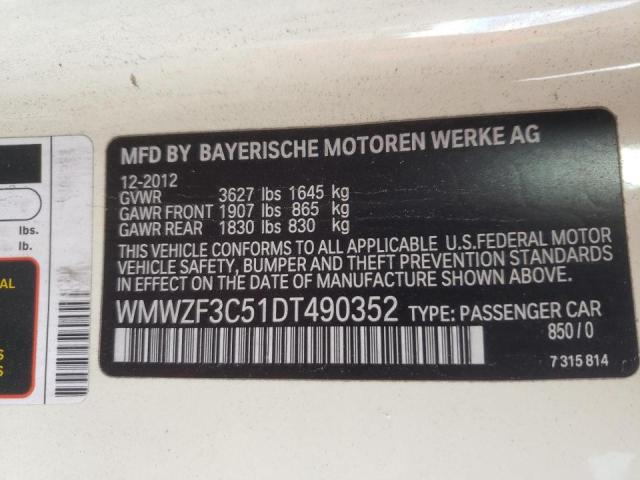 MFD BY BAYERISCHE MOTOREN WERKE AG
12-2012
GVWR 3627 lbs 1645 kg
GAWR FRONT 1907 lbs 865 kg
GAWR REAR 1830 lbs 830 kg
THIS VEHICLE CONFORMS TO ALL APPLICABLE U.S.FEDERAL MOTOR
VEHICLE SAFETY, BUMPER AND THEFT PREVENTION STANDARDS
IN EFFECT ON THE DATE OF MANUFACTURE SHOWN ABOVE.
WMWZF3C51DT490352 TYPE: PASSENGER CAR
850/0
7 315 814
lbs.
lb.
AL
S
S